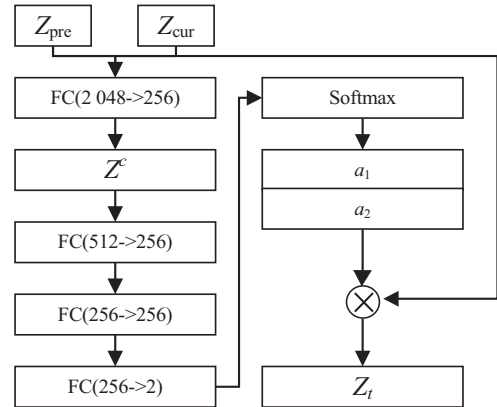 Z_pre
Z_cur
FC(2 048->256)
Z^c
FC(512->256)
FC(256->256)
FC(256->2)
Softmax
a_1
a_2
Z_t